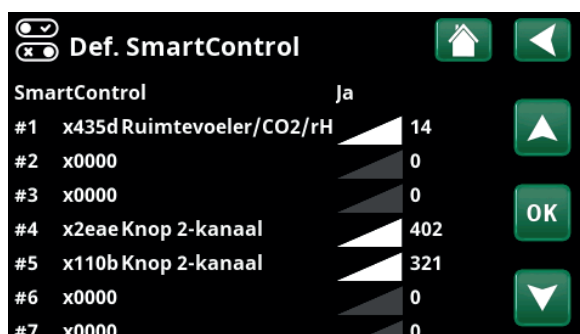 Def. SmartControl
SmartControl Ja
#1 x435d Ruimtevoeler/CO2/rH 14
#2 x0000 0
#3 x0000 0
OK
#4 x2eae Knop 2-kanaal 402
#5 x110b Knop 2-kanaal 321
#6 x0000 0
#7 x0000 0